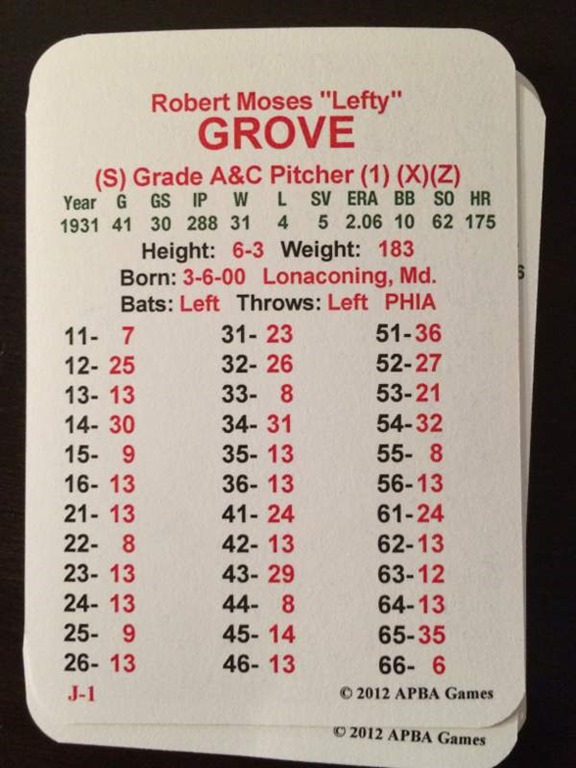 Robert Moses "Lefty"
GROVE
(S) Grade A&C Pitcher (1) (X)(Z)
Year G GS IP W L SV ERA BB SO HR
1931 41 30 288 31 4 5 2.06 10 62 175
Height: 6-3 Weight: 183
Born: 3-6-00 Lonaconing, Md.
Bats: Left Throws: Left PHIA
11- 7 31- 23 51- 36
12- 25 32- 26 52- 27
13- 13 33- 8 53- 21
14- 30 34- 31 54- 32
15- 9 35- 13 55- 8
16- 13 36- 13 56- 13
21- 13 41- 24 61- 24
22- 8 42- 13 62- 13
23- 13 43- 29 63- 12
24- 13 44- 8 64- 13
25- 9 45- 14 65- 35
26- 13 46- 13 66- 6
J-1 © 2012 APBA Games
© 2012 APBA Games